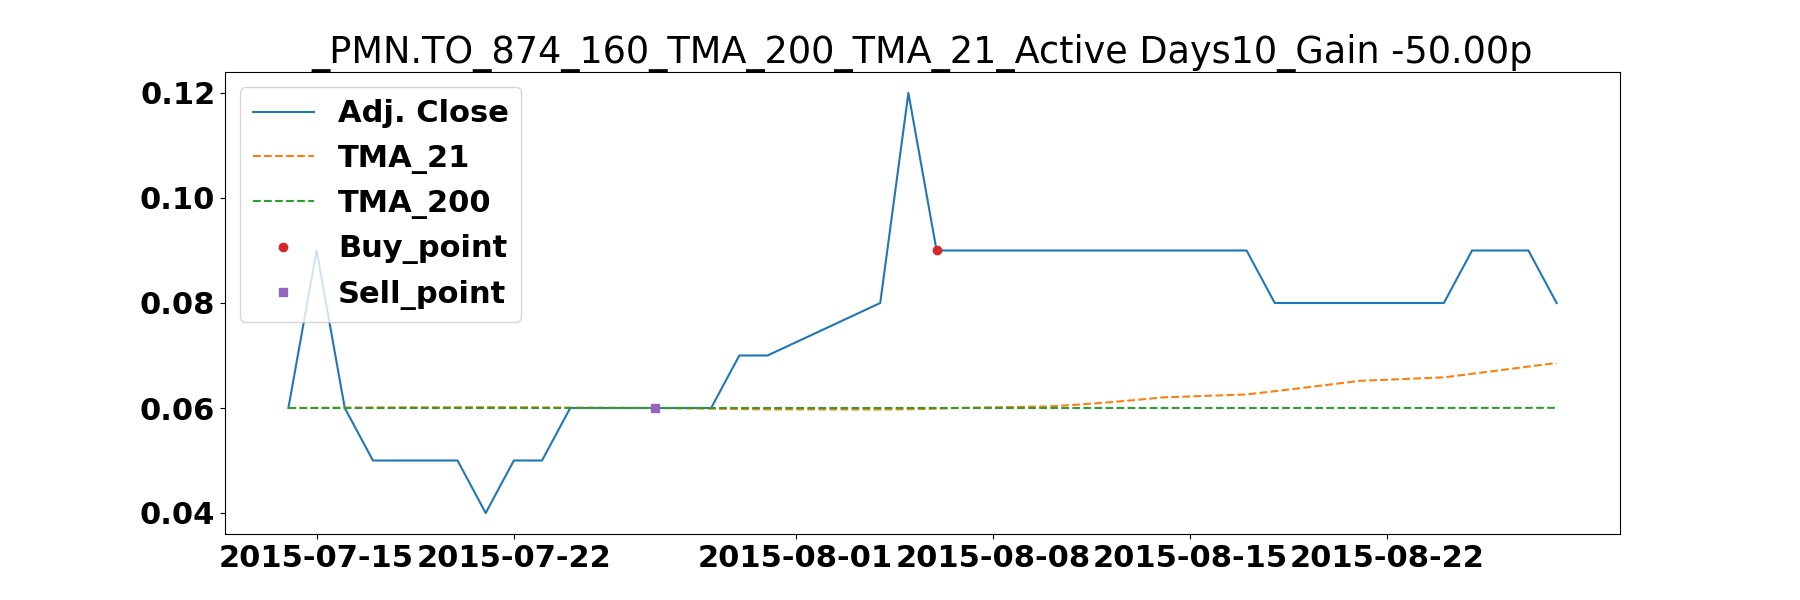 _PMN.TO_874_160_TMA_200_TMA_21_Active Days10_Gain -50.00p
0.12
0.10
0.08
0.06
0.04
Adj. Close
TMA_21
TMA_200
Buy_point
Sell_point
2015-07-15 2015-07-22 2015-08-01 2015-08-08 2015-08-15 2015-08-22